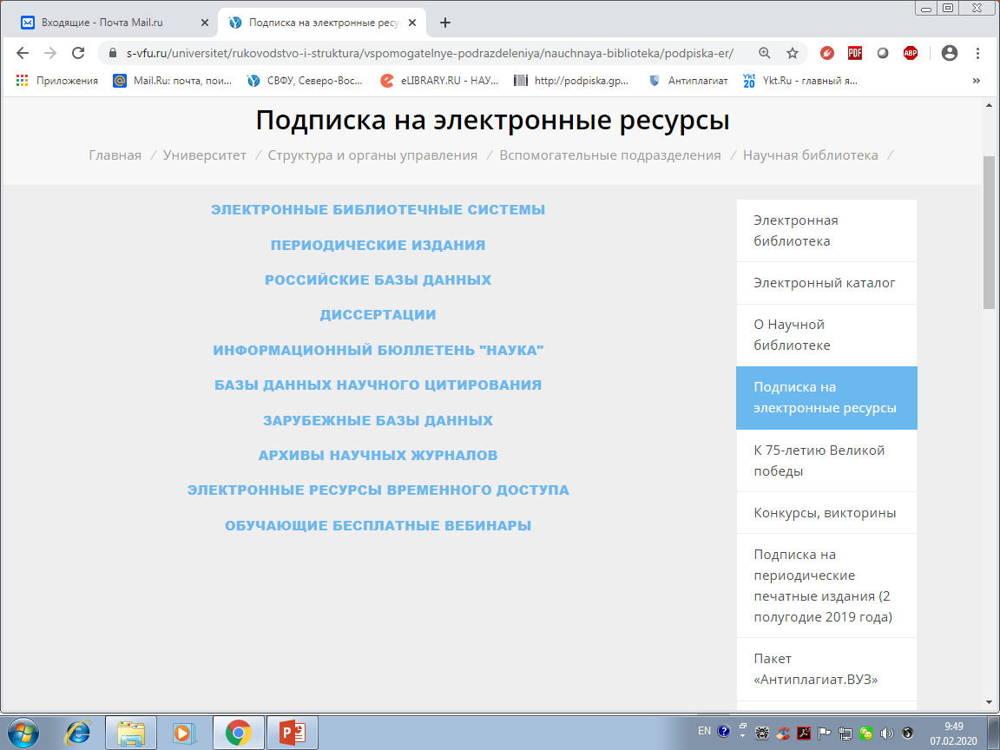 Входящие - Почта Mail.ru
Подписка на электронные ресу
s-vfu.ru/universitet/rukovodstvo-i-struktura/vspomogatelnye-podrazdeleniya/nauchnaya-biblioteka/podpiska-er/
PDF
ABP
Приложения
Mail.Ru: почта, пои...
СВФУ, Северо-Вос...
eLIBRARY.RU - НАУ...
http://podpiska.gp...
Антиплагиат
Ykt 20
Ykt.Ru - главный я...
»
Подписка на электронные ресурсы
Главная / Университет / Структура и органы управления / Вспомогательные подразделения / Научная библиотека /
ЭЛЕКТРОННЫЕ БИБЛИОТЕЧНЫЕ СИСТЕМЫ
ПЕРИОДИЧЕСКИЕ ИЗДАНИЯ
РОССИЙСКИЕ БАЗЫ ДАННЫХ
ДИССЕРТАЦИИ
ИНФОРМАЦИОННЫЙ БЮЛЛЕТЕНЬ "НАУКА"
БАЗЫ ДАННЫХ НАУЧНОГО ЦИТИРОВАНИЯ
ЗАРУБЕЖНЫЕ БАЗЫ ДАННЫХ
АРХИВЫ НАУЧНЫХ ЖУРНАЛОВ
ЭЛЕКТРОННЫЕ РЕСУРСЫ ВРЕМЕННОГО ДОСТУПА
ОБУЧАЮЩИЕ БЕСПЛАТНЫЕ ВЕБИНАРЫ
Электронная
библиотека
Электронный каталог
О Научной
библиотеке
Подписка на
электронные ресурсы
К 75-летию Великой
победы
Конкурсы, викторины
Подписка на
периодические
печатные издания (2
полугодие 2019 года)
Пакет
«Антиплагиат.ВУЗ»
EN
9:49
07.02.2020